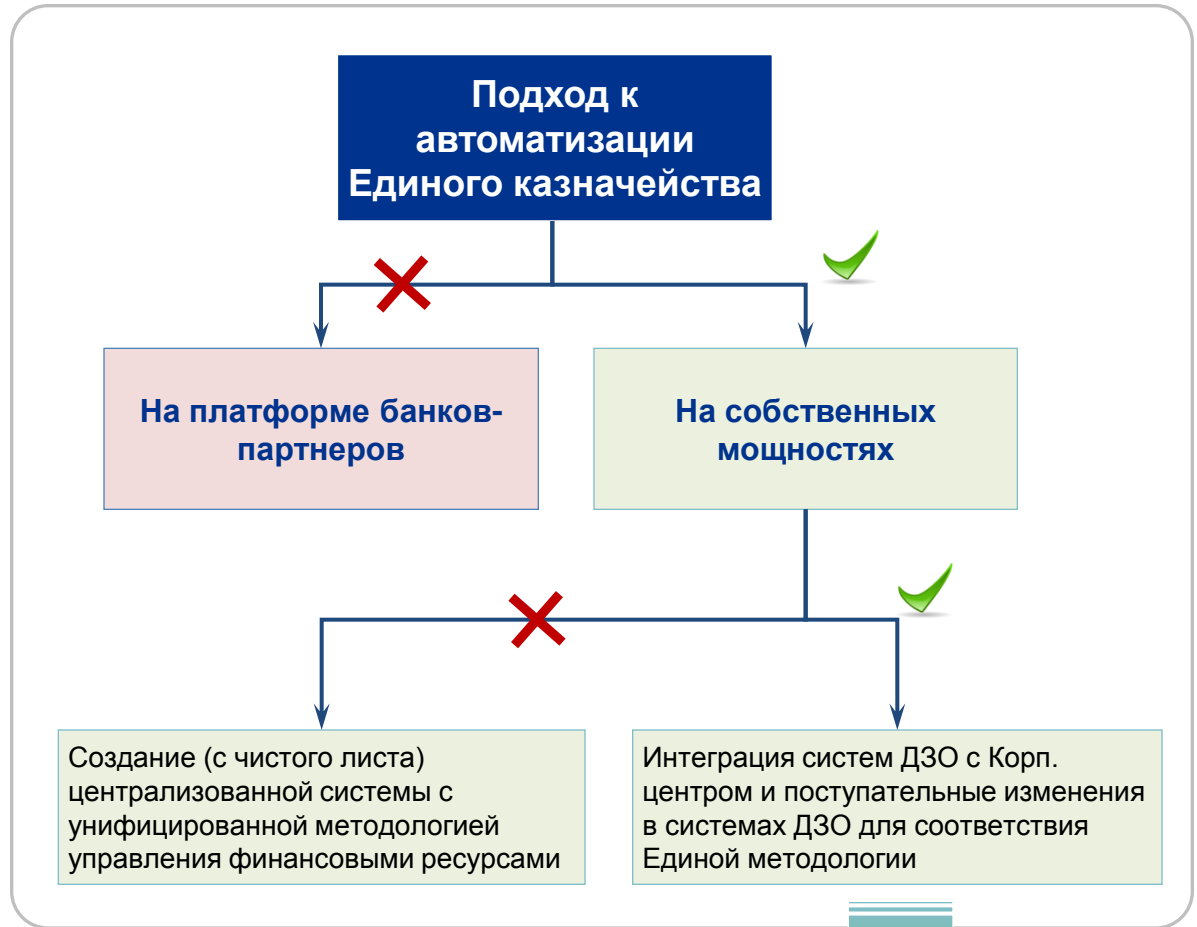 Подход к
автоматизации
Единого казначейства
На платформе банков-
партнеров
На собственных
мощностях
Создание (с чистого листа)
централизованной системы с
унифицированной методологией
управления финансовыми ресурсами
Интеграция систем ДЗО с Корп.
центром и поступательные изменения
в системах ДЗО для соответствия
Единой методологии